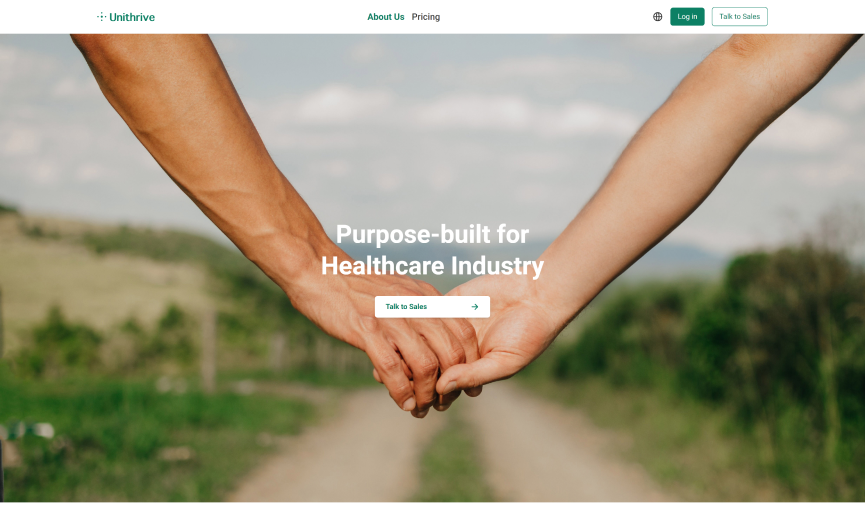 Unithrive
About Us Pricing
Log in
Talk to Sales
Purpose-built for
Healthcare Industry
Talk to Sales